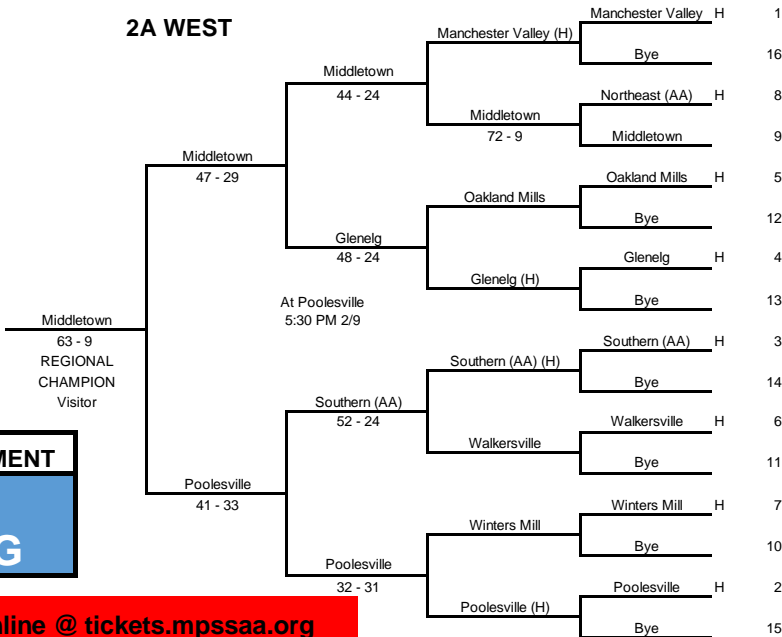 2A WEST
Manchester Valley H 1
Manchester Valley (H)
Bye 16
Middletown
44 - 24
Northeast (AA) H 8
Middletown
72 - 9
Middletown 9
Middletown
47 - 29
Oakland Mills H 5
Oakland Mills
Bye 12
Glenelg
48 - 24
Glenelg H 4
Glenelg (H)
Bye 13
At Poolesville
5:30 PM 2/9
Middletown
63 - 9
REGIONAL
CHAMPION
Visitor
Southern (AA) H 3
Southern (AA) (H)
Bye 14
Southern (AA)
52 - 24
Walkersville H 6
Walkersville
Bye 11
Poolesville
41 - 33
Winters Mill H 7
Winters Mill
Bye 10
Poolesville
32 - 31
Poolesville H 2
Poolesville (H)
Bye 15
MENT
G
nline @ tickets.mpssaa.org